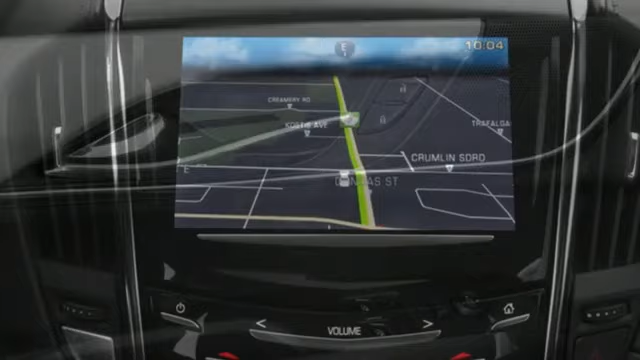 E
10:04
CREAMERY RD
TRAFALGA
CRUMLIN SDRD
VOLUME